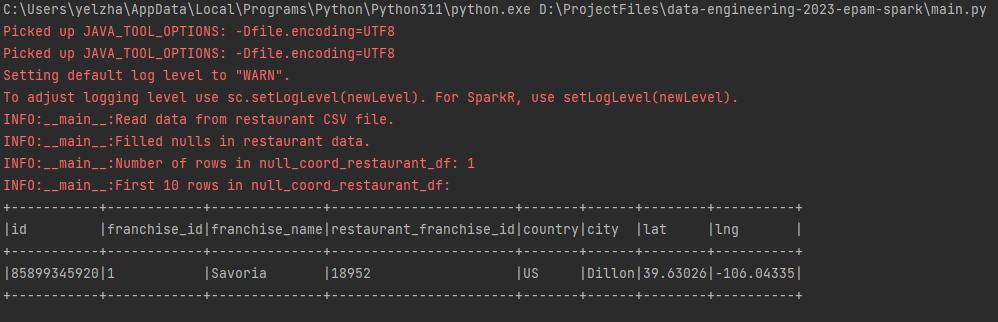 C:\Users\yelzha\AppData\Local\Programs\Python\Python311\python.exe D:\ProjectFiles\data-engineering-2023-epam-spark\main.py
Picked up JAVA_TOOL_OPTIONS: -Dfile.encoding=UTF8
Picked up JAVA_TOOL_OPTIONS: -Dfile.encoding=UTF8
Setting default log level to "WARN".
To adjust logging level use sc.setLogLevel(newLevel). For SparkR, use setLogLevel(newLevel).
INFO:__main__:Read data from restaurant CSV file.
INFO:__main__:Filled nulls in restaurant data.
INFO:__main__:Number of rows in null_coord_restaurant_df: 1
INFO:__main__:First 10 rows in null_coord_restaurant_df:
+-----------+------------+--------------+-----------------------+-------+------+--------+----------+
|id         |franchise_id|franchise_name|restaurant_franchise_id|country|city  |lat     |lng       |
+-----------+------------+--------------+-----------------------+-------+------+--------+----------+
|85899345920|1           |Savoria       |18952                  |US     |Dillon|39.63026|-106.04335|
+-----------+------------+--------------+-----------------------+-------+------+--------+----------+